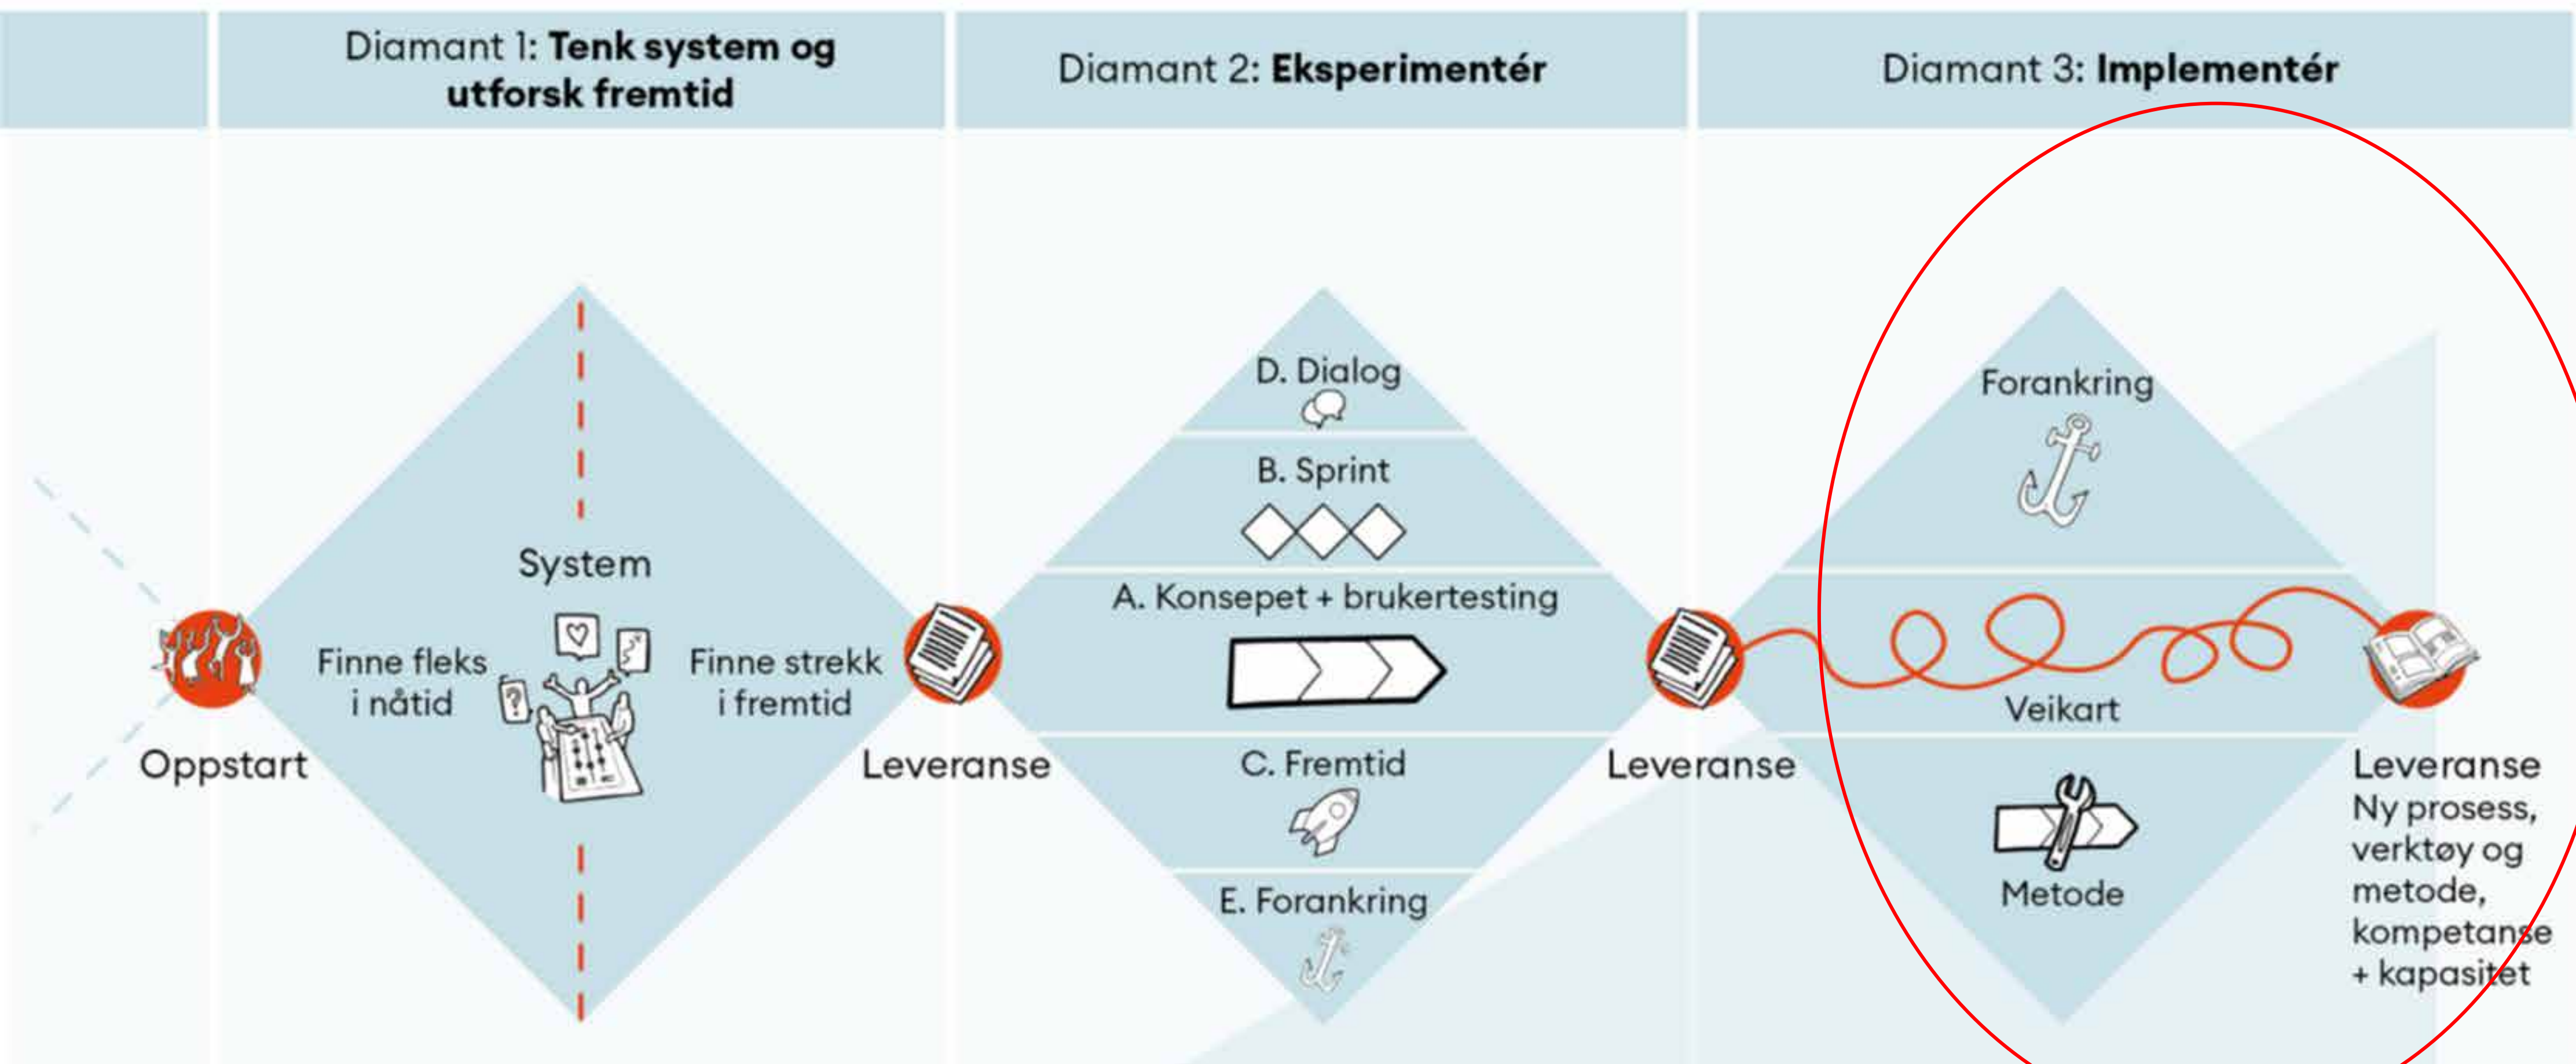 Diamant 1: Tenk system og
utforsk fremtid
Diamant 2: Eksperimentér
Diamant 3: Implementér
Oppstart
System
Finne fleks
i nåtid
?
Finne strekk
i fremtid
Leveranse
D. Dialog
B. Sprint
A. Konsepet + brukertesting
C. Fremtid
E. Forankring
Leveranse
Forankring
Veikart
Metode
Leveranse
Ny prosess,
verktøy og
metode,
kompetanse
+ kapasitet